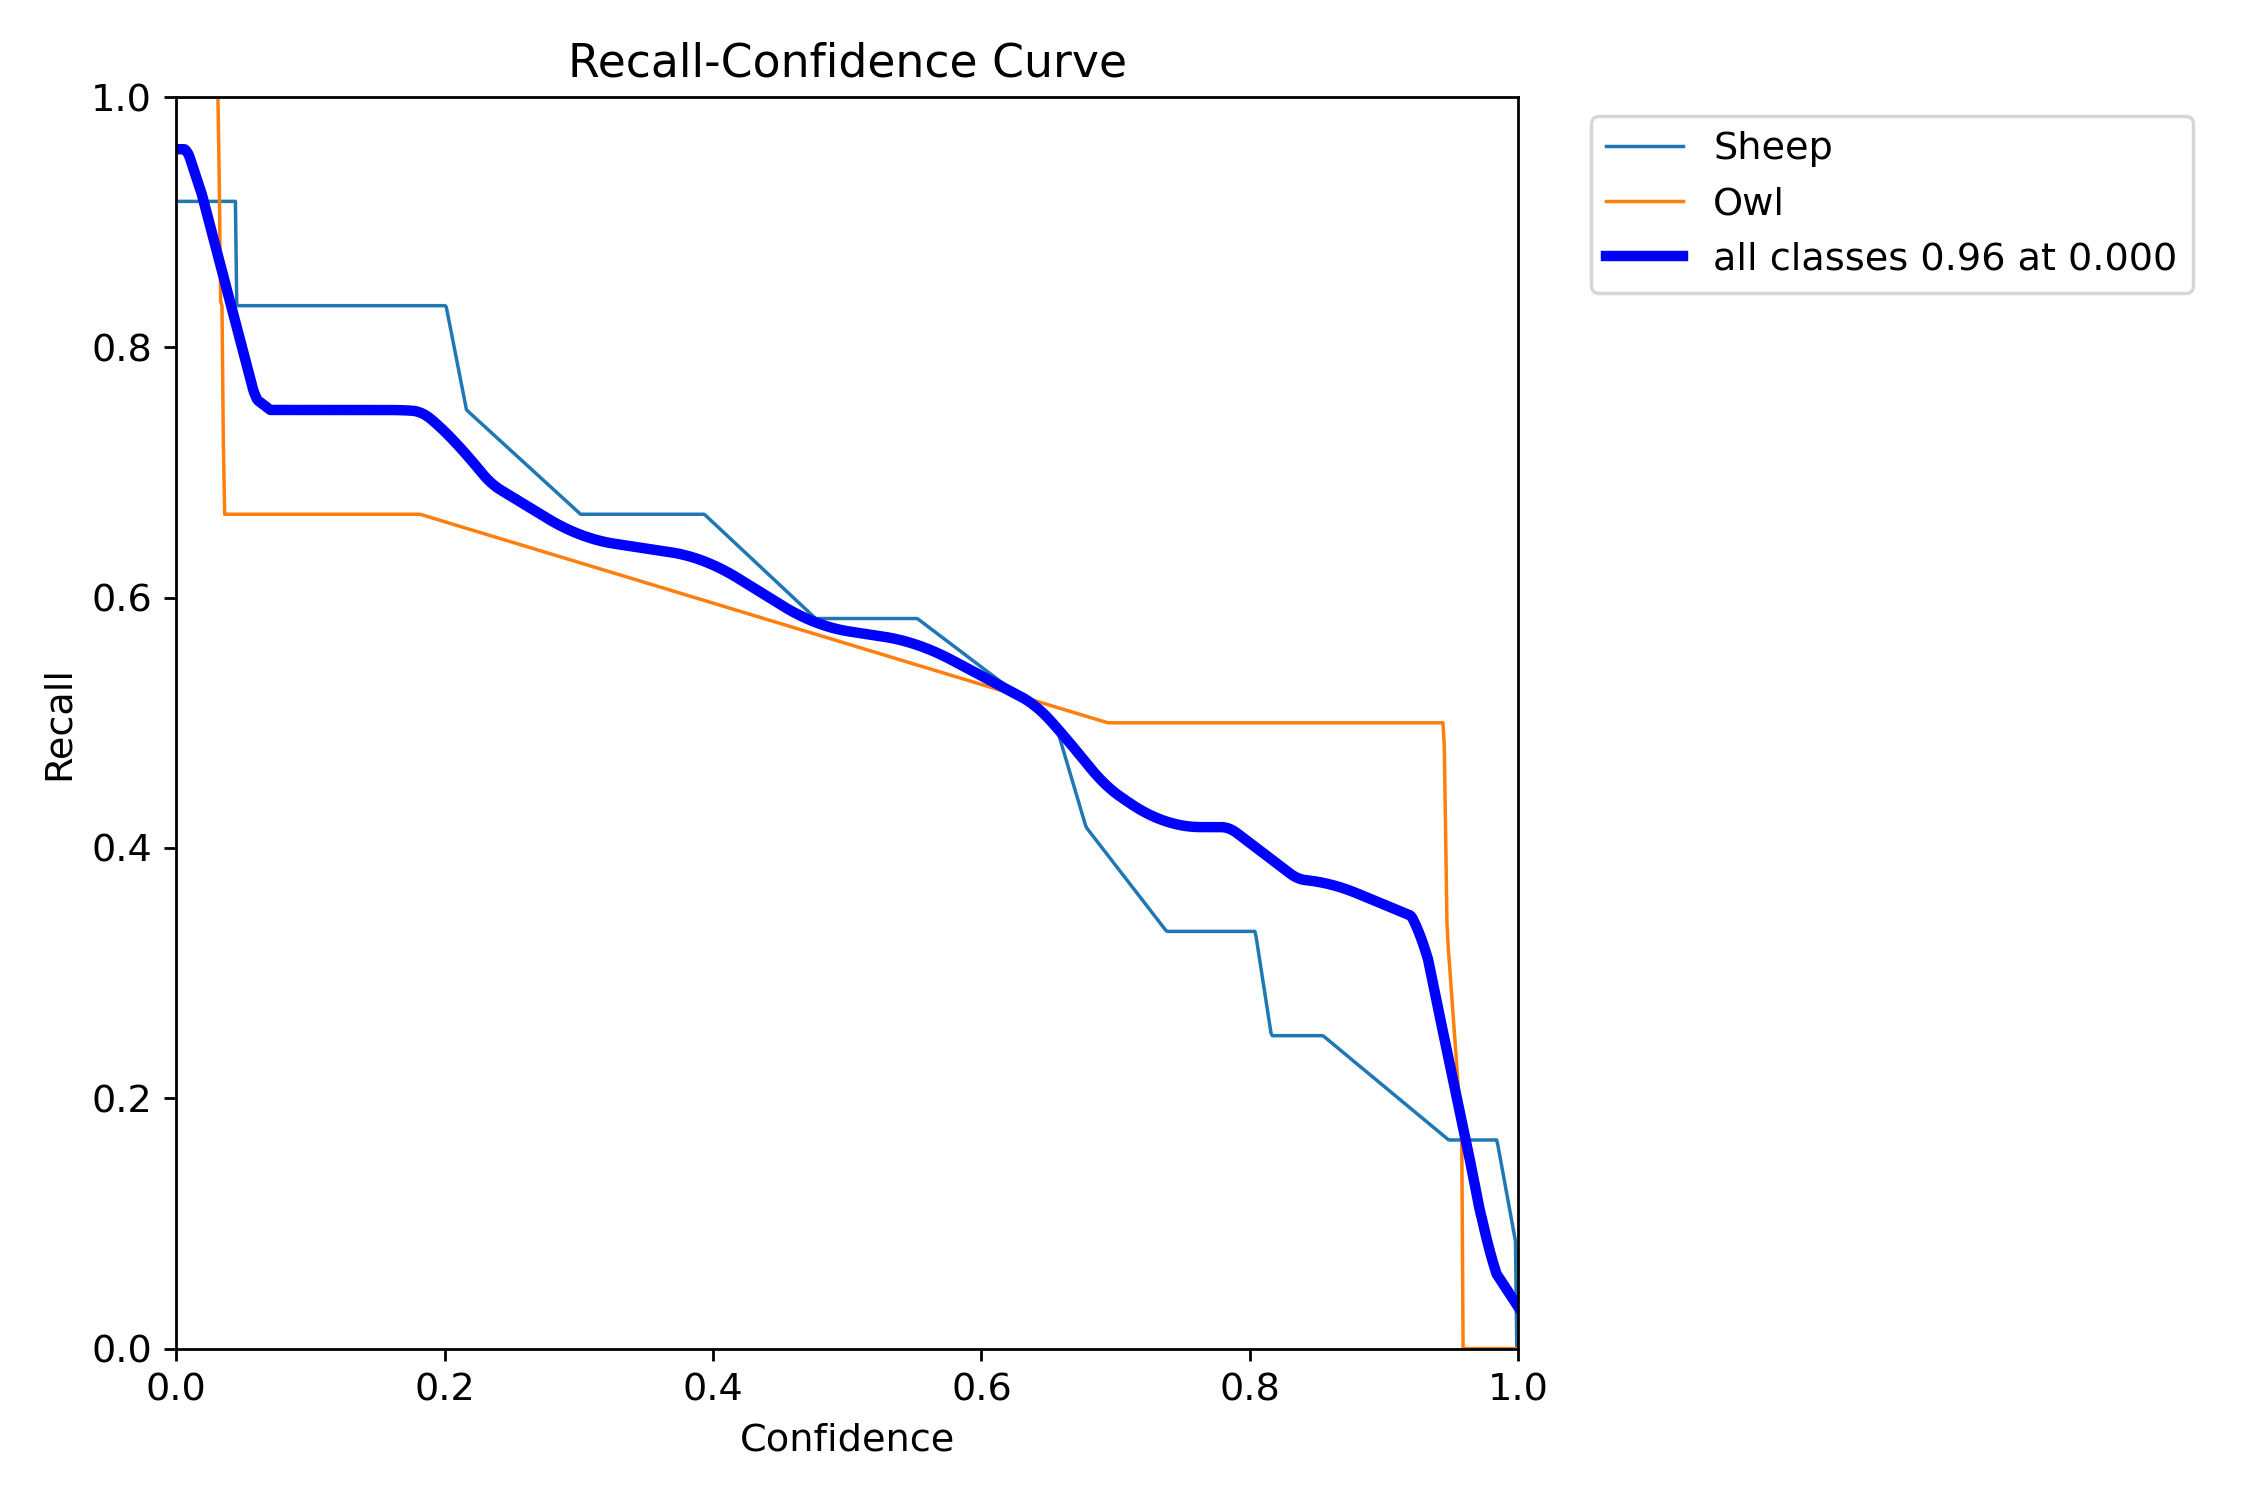 Recall-Confidence Curve
1.0
0.8
0.6
0.4
0.2
0.0
Recall
0.0 0.2 0.4 0.6 0.8 1.0
Confidence
Sheep
Owl
all classes 0.96 at 0.000